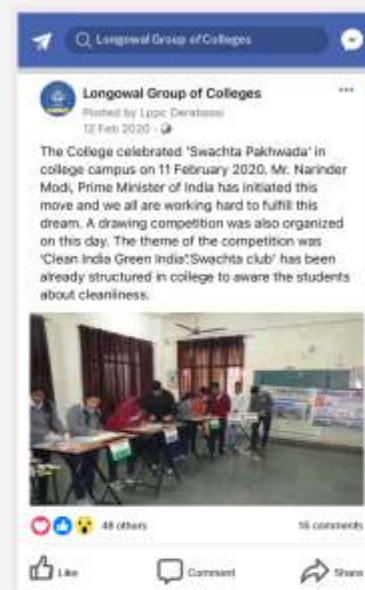 Longowal Group of Colleges
Longowal Group of Colleges
Posted by Lppc Derabassi
12 Feb 2020
The College celebrated 'Swachta Pakhwada' in
college campus on 11 February 2020. Mr. Narinder
Modi, Prime Minister of India has initiated this
move and we all are working hard to fulfill this
dream. A drawing competition was also organized
on this day. The theme of the competition was
'Clean India Green India'.'Swachta club' has been
already structured in college to aware the students
about cleanliness.
48 others
16 comments
Like
Comment
Share